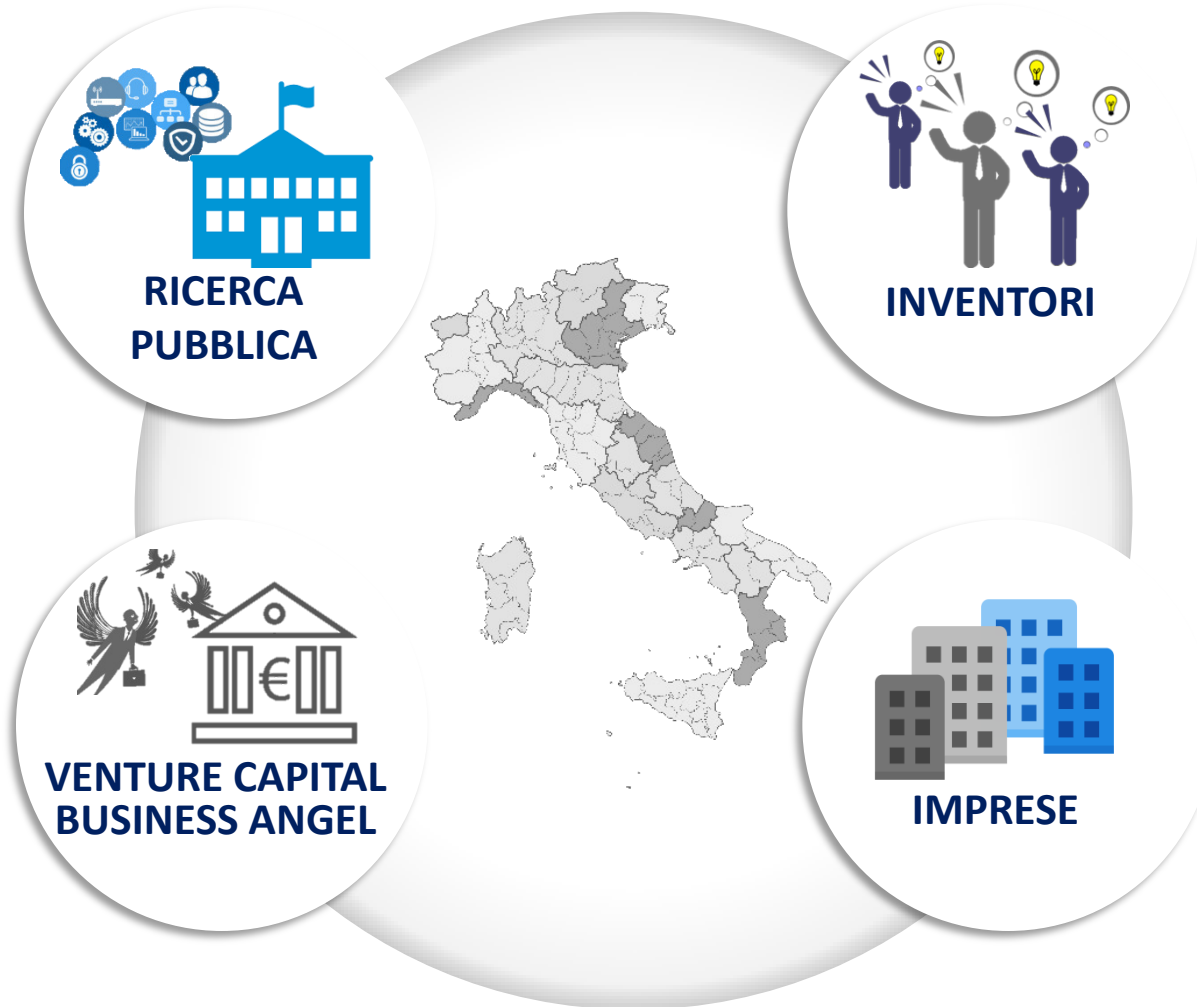 RICERCA
PUBBLICA
INVENTORI
€
VENTURE CAPITAL
BUSINESS ANGEL
IMPRESE